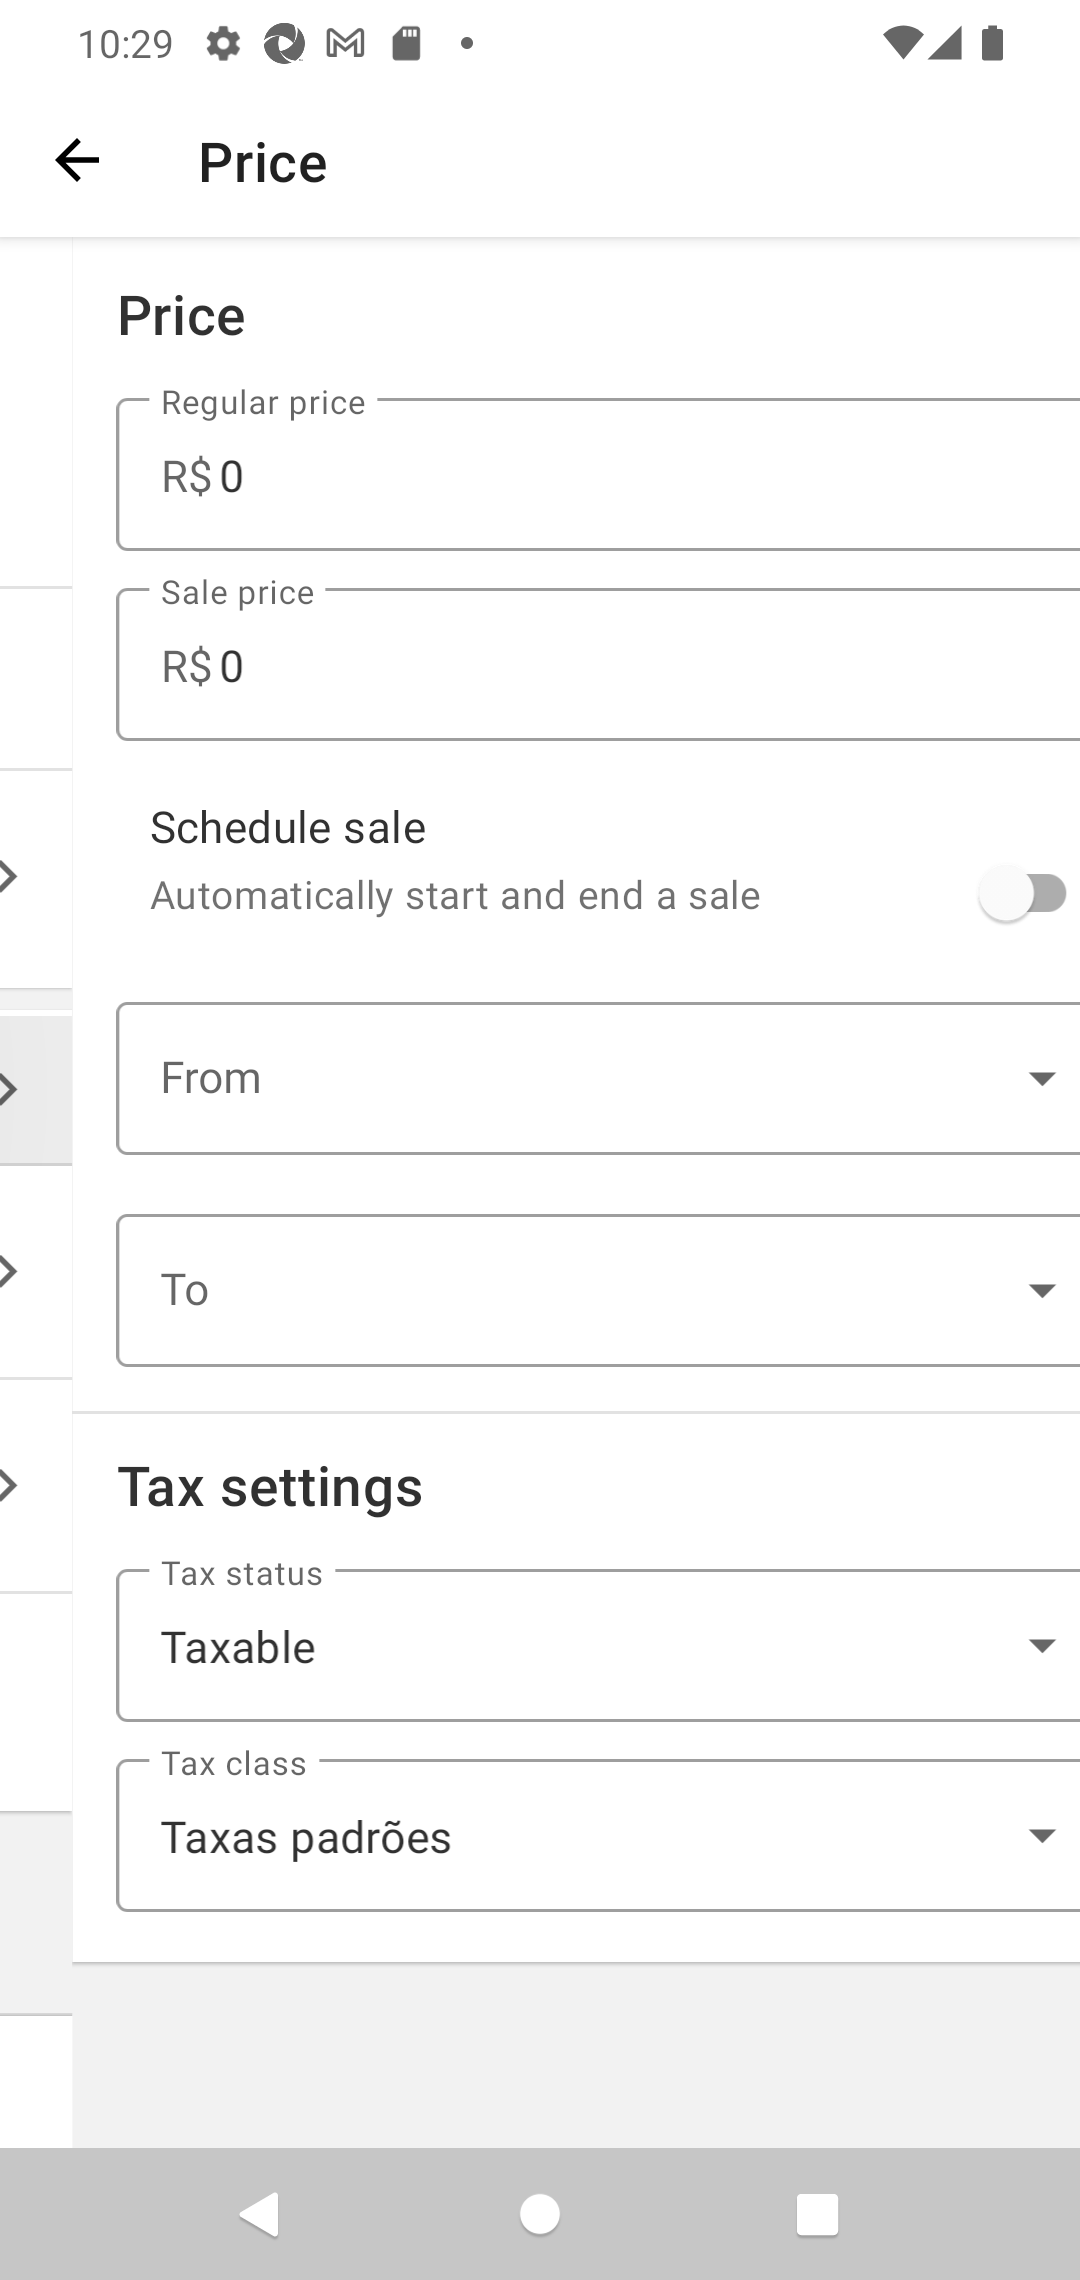 10:29
Price
Price
Regular price
R$ 0
Sale price
R$ 0
Schedule sale
Automatically start and end a sale
From
To
Tax settings
Tax status
Taxable
Tax class
Taxas padrões